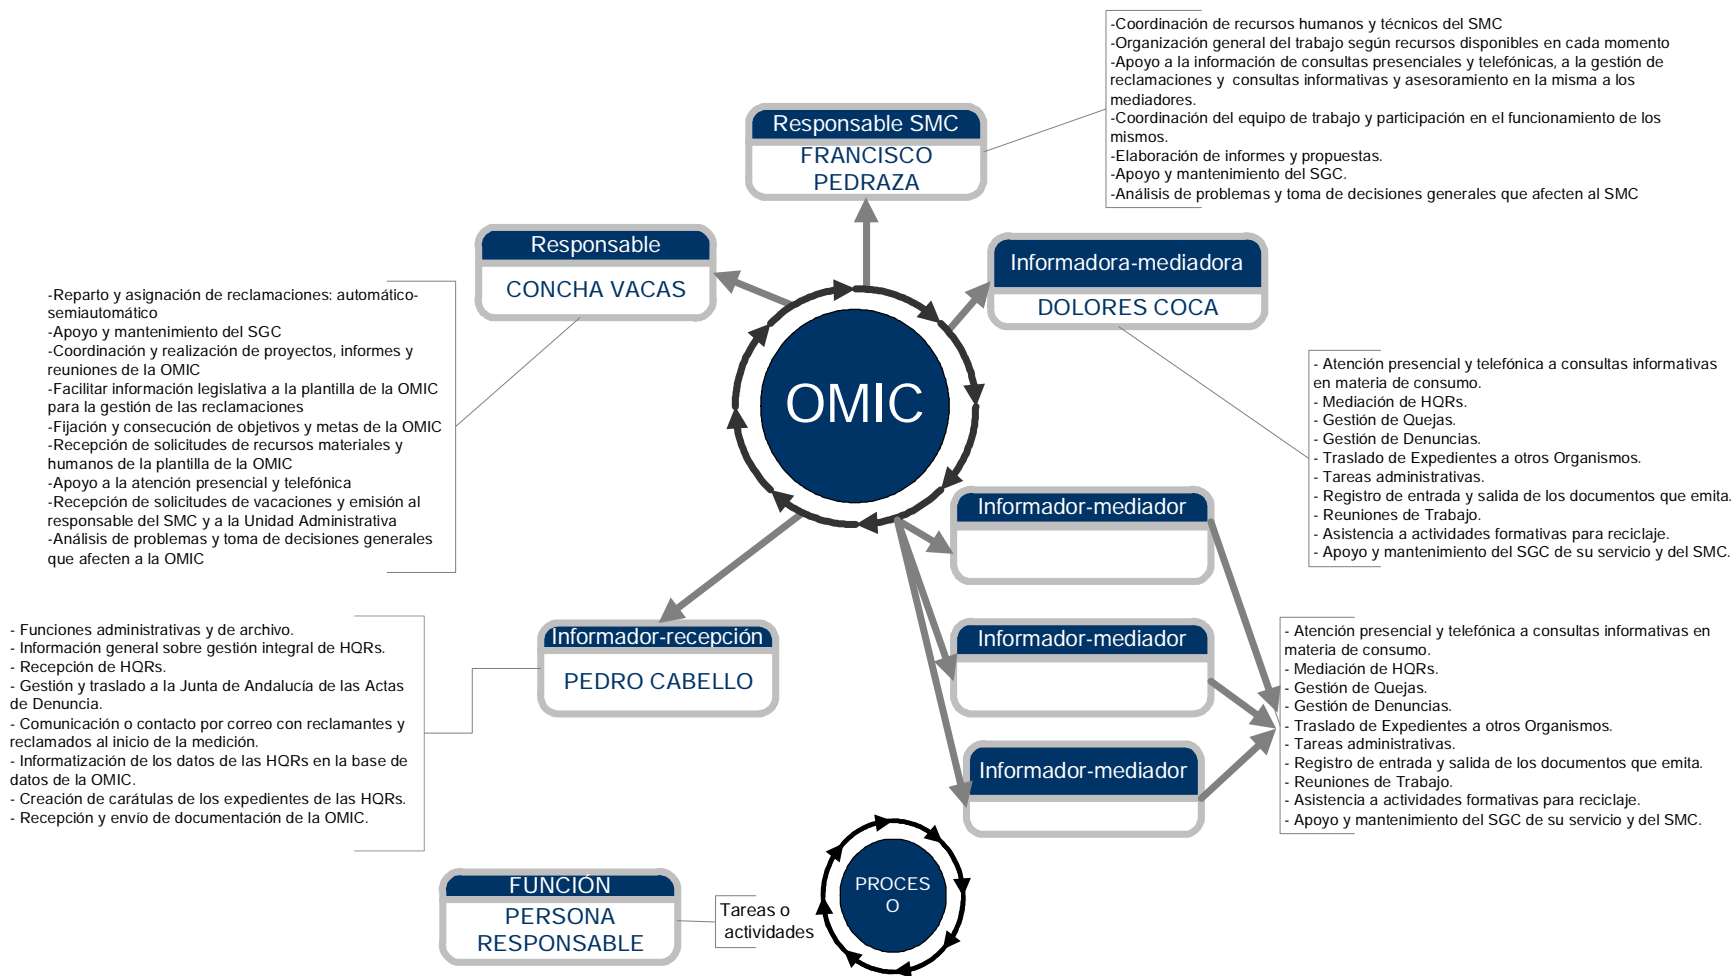 -Coordinación de recursos humanos y técnicos del SMC
-Organización general del trabajo según recursos disponibles en cada momento
-Apoyo a la información de consultas presenciales y telefónicas, a la gestión de
reclamaciones y consultas informativas y asesoramiento en la misma a los
mediadores.
-Coordinación del equipo de trabajo y participación en el funcionamiento de los
mismos.
-Elaboración de informes y propuestas.
-Apoyo y mantenimiento del SGC.
-Análisis de problemas y toma de decisiones generales que afecten al SMC
Responsable SMC
FRANCISCO
PEDRAZA
Responsable
CONCHA VACAS
Informadora-mediadora
DOLORES COCA
-Reparto y asignación de reclamaciones: automático-
semiautomático
-Apoyo y mantenimiento del SGC
-Coordinación y realización de proyectos, informes y
reuniones de la OMIC
-Facilitar información legislativa a la plantilla de la OMIC
para la gestión de las reclamaciones
-Fijación y consecución de objetivos y metas de la OMIC
-Recepción de solicitudes de recursos materiales y
humanos de la plantilla de la OMIC
-Apoyo a la atención presencial y telefónica
-Recepción de solicitudes de vacaciones y emisión al
responsable del SMC y a la Unidad Administrativa
-Análisis de problemas y toma de decisiones generales
que afecten a la OMIC
OMIC
- Atención presencial y telefónica a consultas informativas
en materia de consumo.
- Mediación de HQRs.
- Gestión de Quejas.
- Gestión de Denuncias.
- Traslado de Expedientes a otros Organismos.
- Tareas administrativas.
- Registro de entrada y salida de los documentos que emita.
- Reuniones de Trabajo.
- Asistencia a actividades formativas para reciclaje.
- Apoyo y mantenimiento del SGC de su servicio y del SMC.
Informador-mediador
Informador-mediador
Informador-mediador
- Funciones administrativas y de archivo.
- Información general sobre gestión integral de HQRs.
- Recepción de HQRs.
- Gestión y traslado a la Junta de Andalucía de las Actas
de Denuncia.
- Comunicación o contacto por correo con reclamantes y
reclamados al inicio de la medición.
- Informatización de los datos de las HQRs en la base de
datos de la OMIC.
- Creación de carátulas de los expedientes de las HQRs.
- Recepción y envío de documentación de la OMIC.
Informador-recepción
PEDRO CABELLO
- Atención presencial y telefónica a consultas informativas en
materia de consumo.
- Mediación de HQRs.
- Gestión de Quejas.
- Gestión de Denuncias.
- Traslado de Expedientes a otros Organismos.
- Tareas administrativas.
- Registro de entrada y salida de los documentos que emita.
- Reuniones de Trabajo.
- Asistencia a actividades formativas para reciclaje.
- Apoyo y mantenimiento del SGC de su servicio y del SMC.
FUNCIÓN
PERSONA
RESPONSABLE
Tareas o
actividades
PROCES
O